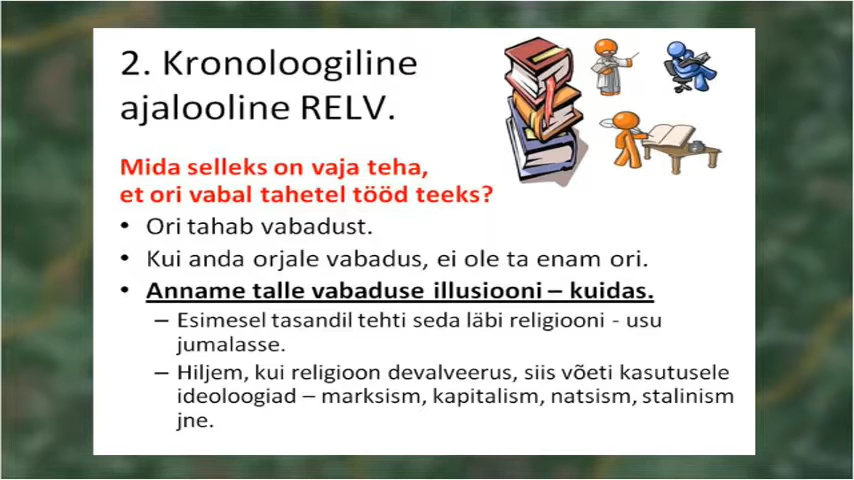 2. Kronoloogiline
ajalooline RELV.
Mida selleks on vaja teha,
et ori vabal tahetel tööd teeks?
• Ori tahab vabadust.
• Kui anda orjale vabadus, ei ole ta enam ori.
• Anname talle vabaduse illusiooni – kuidas.
– Esimesel tasandil tehti seda läbi religiooni - usu
jumalasse.
– Hiljem, kui religioon devalveerus, siis võeti kasutusele
ideoloogiad – marksism, kapitalism, natsism, stalinism
jne.